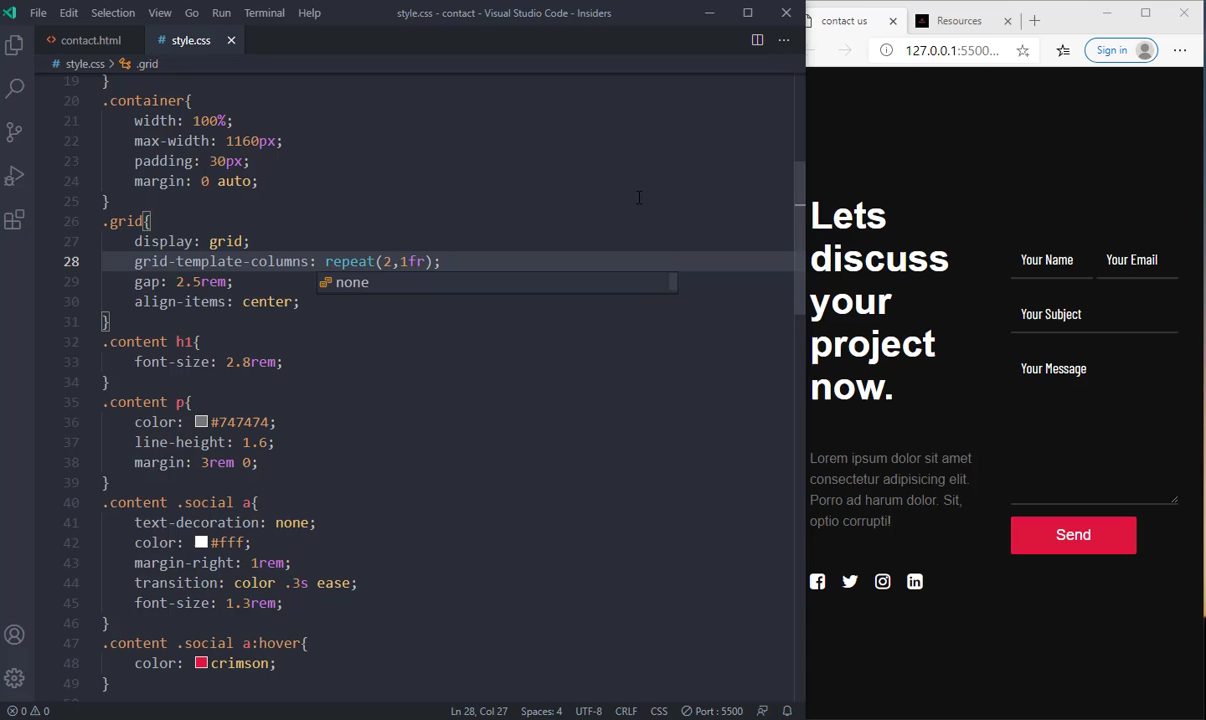 File Edit Selection View Go Run Terminal Help
style.css - contact - Visual Studio Code - Insiders
contact.html
style.css
style.css > .grid
19 }
20 .container{
21 width: 100%;
22 max-width: 1160px;
23 padding: 30px;
24 margin: 0 auto;
25 }
26 .grid{
27 display: grid;
28 grid-template-columns: repeat(2,1fr);
29 gap: 2.5rem;
none
30 align-items: center;
31 }
32 .content h1{
33 font-size: 2.8rem;
34 }
35 .content p{
36 color: #747474;
37 line-height: 1.6;
38 margin: 3rem 0;
39 }
40 .content .social a{
41 text-decoration: none;
42 color: #fff;
43 margin-right: 1rem;
44 transition: color .3s ease;
45 font-size: 1.3rem;
46 }
47 .content .social a:hover{
48 color: crimson;
49 }
0 0
Ln 28, Col 27
Spaces: 4
UTF-8
CRLF
CSS
Port : 5500
contact us
Resources
127.0.0.1:5500...
Sign in
Lets
discuss
your
project
now.
Lorem ipsum dolor sit amet
consectetur adipisicing elit.
Porro ad harum dolor. Sit,
optio corrupti!
Your Name
Your Email
Your Subject
Your Message
Send